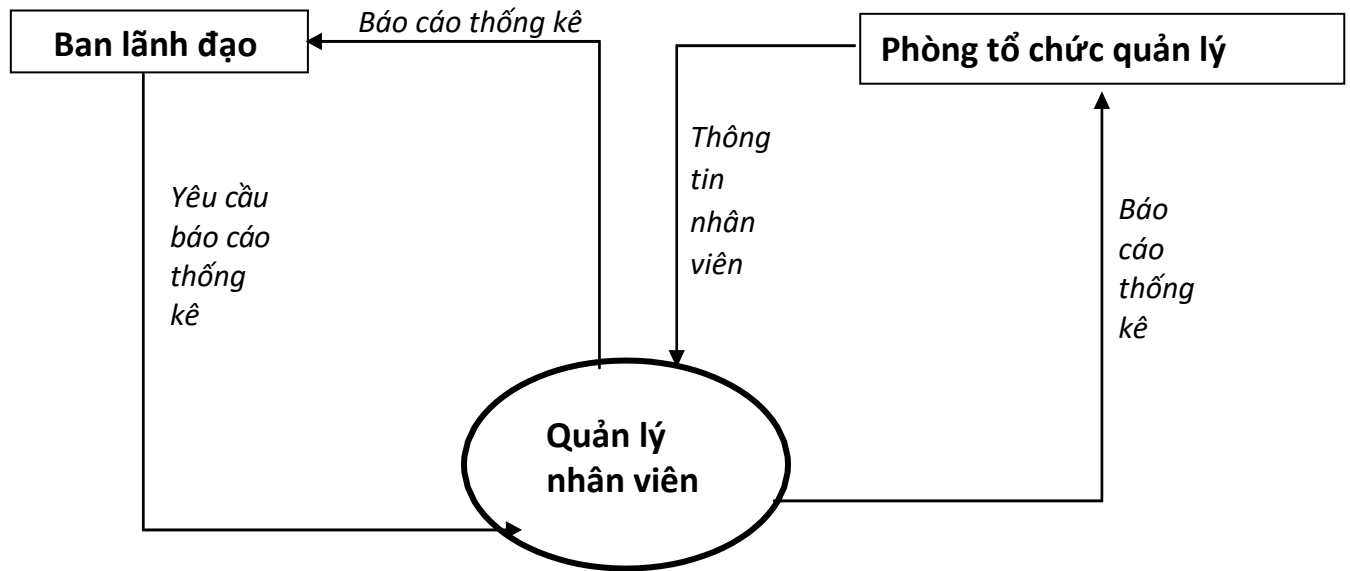 Báo cáo thống kê
Ban lãnh đạo
Phòng tổ chức quản lý
Thông
tin
nhân
viên
Yêu cầu
báo cáo
thống
kê
Báo
cáo
thống
kê
Quản lý
nhân viên